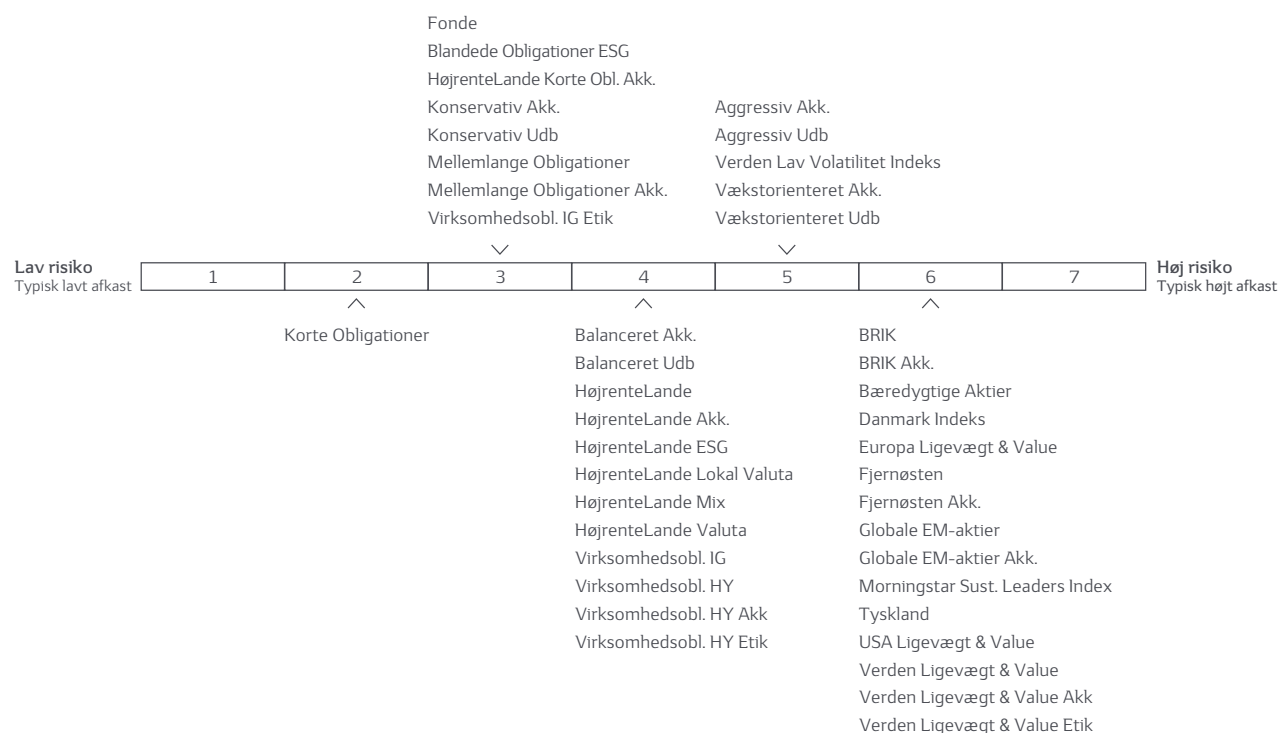 Fonde
Blandede Obligationer ESG
HøjrenteLande Korte Obl. Akk.
Konservativ Akk.
Konservativ Udb
Mellemlange Obligationer
Mellemlange Obligationer Akk.
Virksomhedsobl. IG Etik
Aggressiv Akk.
Aggressiv Udb
Verden Lav Volatilitet Indeks
Vækstorienteret Akk.
Vækstorienteret Udb
Lav risiko
Typisk lavt afkast
1 2 3 4 5 6 7
Høj risiko
Typisk højt afkast
Korte Obligationer
Balanceret Akk.
Balanceret Udb
HøjrenteLande
HøjrenteLande Akk.
HøjrenteLande ESG
HøjrenteLande Lokal Valuta
HøjrenteLande Mix
HøjrenteLande Valuta
Virksomhedsobl. IG
Virksomhedsobl. HY
Virksomhedsobl. HY Akk
Virksomhedsobl. HY Etik
BRIK
BRIK Akk.
Bæredygtige Aktier
Danmark Indeks
Europa Ligevægt & Value
Fjernøsten
Fjernøsten Akk.
Globale EM-aktier
Globale EM-aktier Akk.
Morningstar Sust. Leaders Index
Tyskland
USA Ligevægt & Value
Verden Ligevægt & Value
Verden Ligevægt & Value Akk
Verden Ligevægt & Value Etik